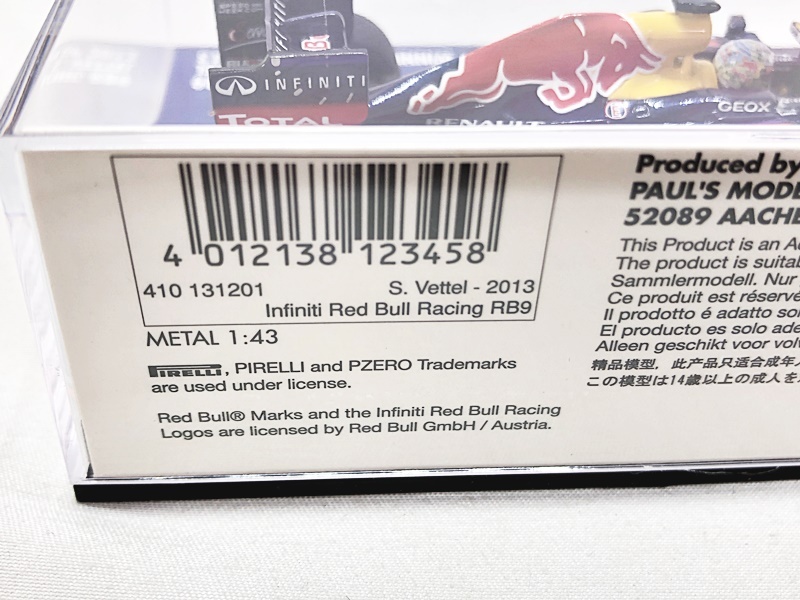 INFINITI
TOTAL
RENAULT
GEOX
4 012138 123458
410 131201 S. Vettel - 2013
Infiniti Red Bull Racing RB9
METAL 1:43
PIRELLI, PIRELLI and PZERO Trademarks
are used under license.
Red Bull® Marks and the Infiniti Red Bull Racing
Logos are licensed by Red Bull GmbH / Austria.
Produced by
PAUL'S MODE
52089 AACHE
This Product is an A
The product is suitab
Sammlermodell. Nur
Ce produit est réservé
Il prodotto é adatto so
El producto es solo ade
Alleen geschikt voor vol
精品模型，此产品只适合成年
この模型は14歳以上の成人を